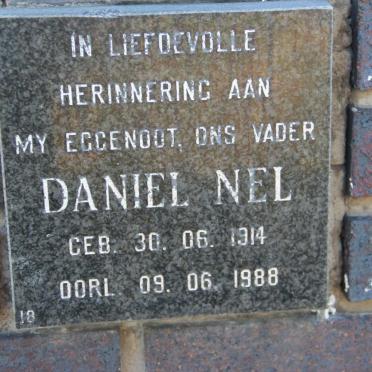 IN LIEFDEVOLLE
HERINNERING AAN
MY EGGENOOT, ONS VADER
DANIEL NEL
GEB. 30. 06. 1914
OORL. 09. 06. 1988
18